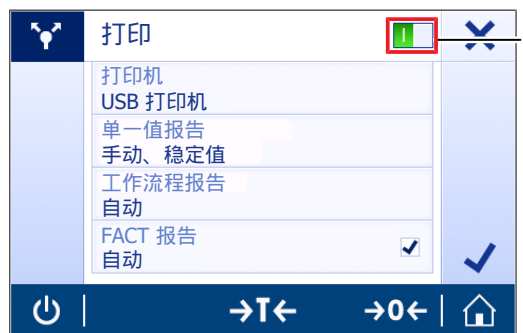 打印
打印机
USB 打印机
单一值报告
手动、稳定值
工作流程报告
自动
FACT 报告
自动
→T← →0←